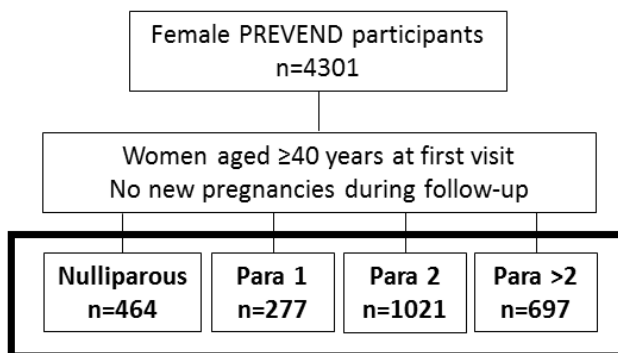 Female PREVEND participants
n=4301
Women aged ≥40 years at first visit
No new pregnancies during follow-up
Nulliparous
n=464
Para 1
n=277
Para 2
n=1021
Para >2
n=697